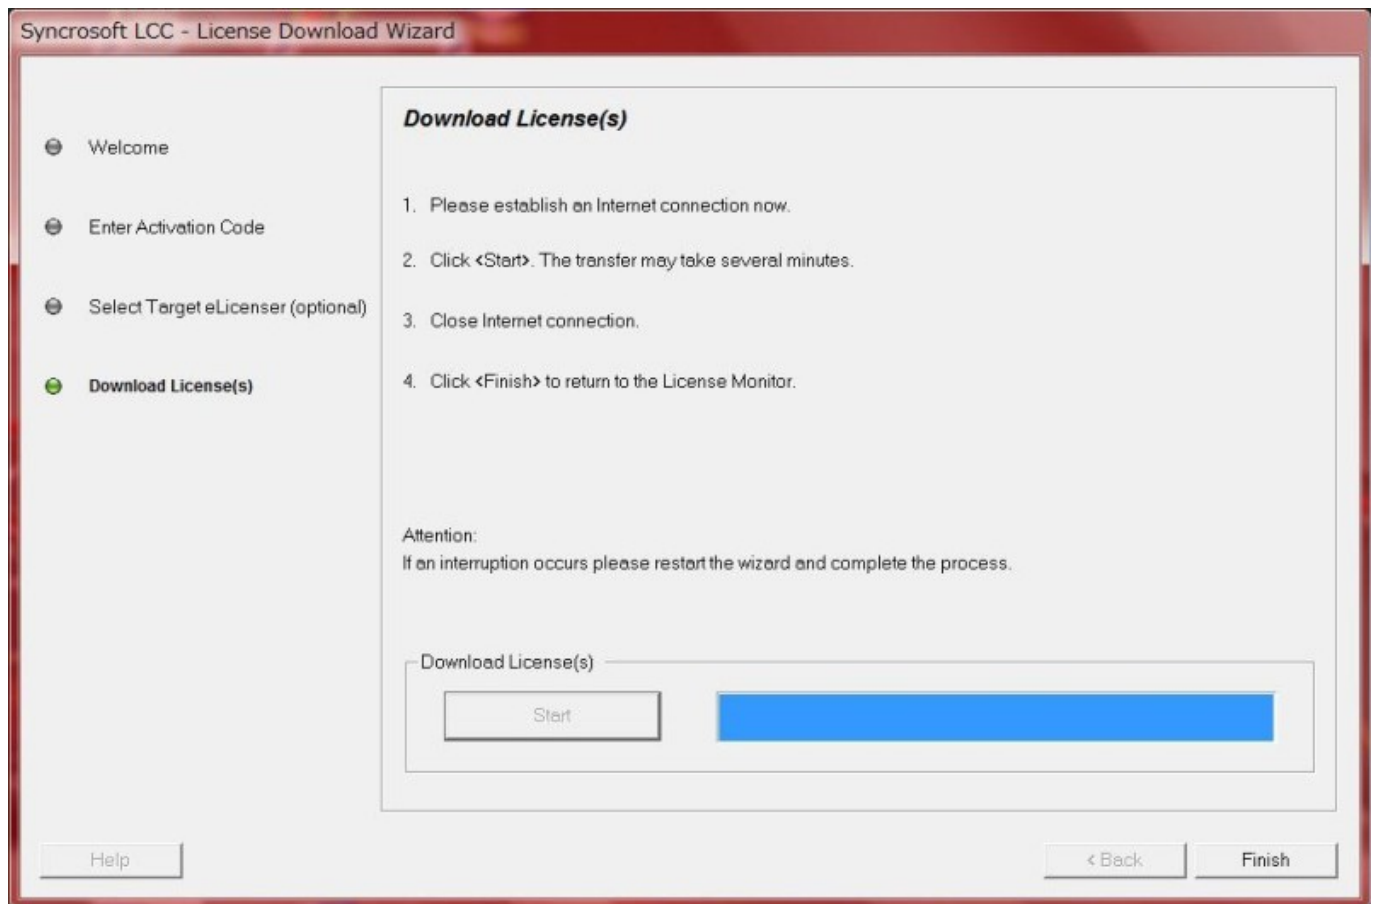 Syncrosoft LCC - License Download Wizard
Welcome
Enter Activation Code
Select Target eLicenser (optional)
Download License(s)
Download License(s)
1. Please establish an Internet connection now.
2. Click <Start>. The transfer may take several minutes.
3. Close Internet connection.
4. Click <Finish> to return to the License Monitor.
Attention:
If an interruption occurs please restart the wizard and complete the process.
Download License(s)
Start
Help
< Back
Finish